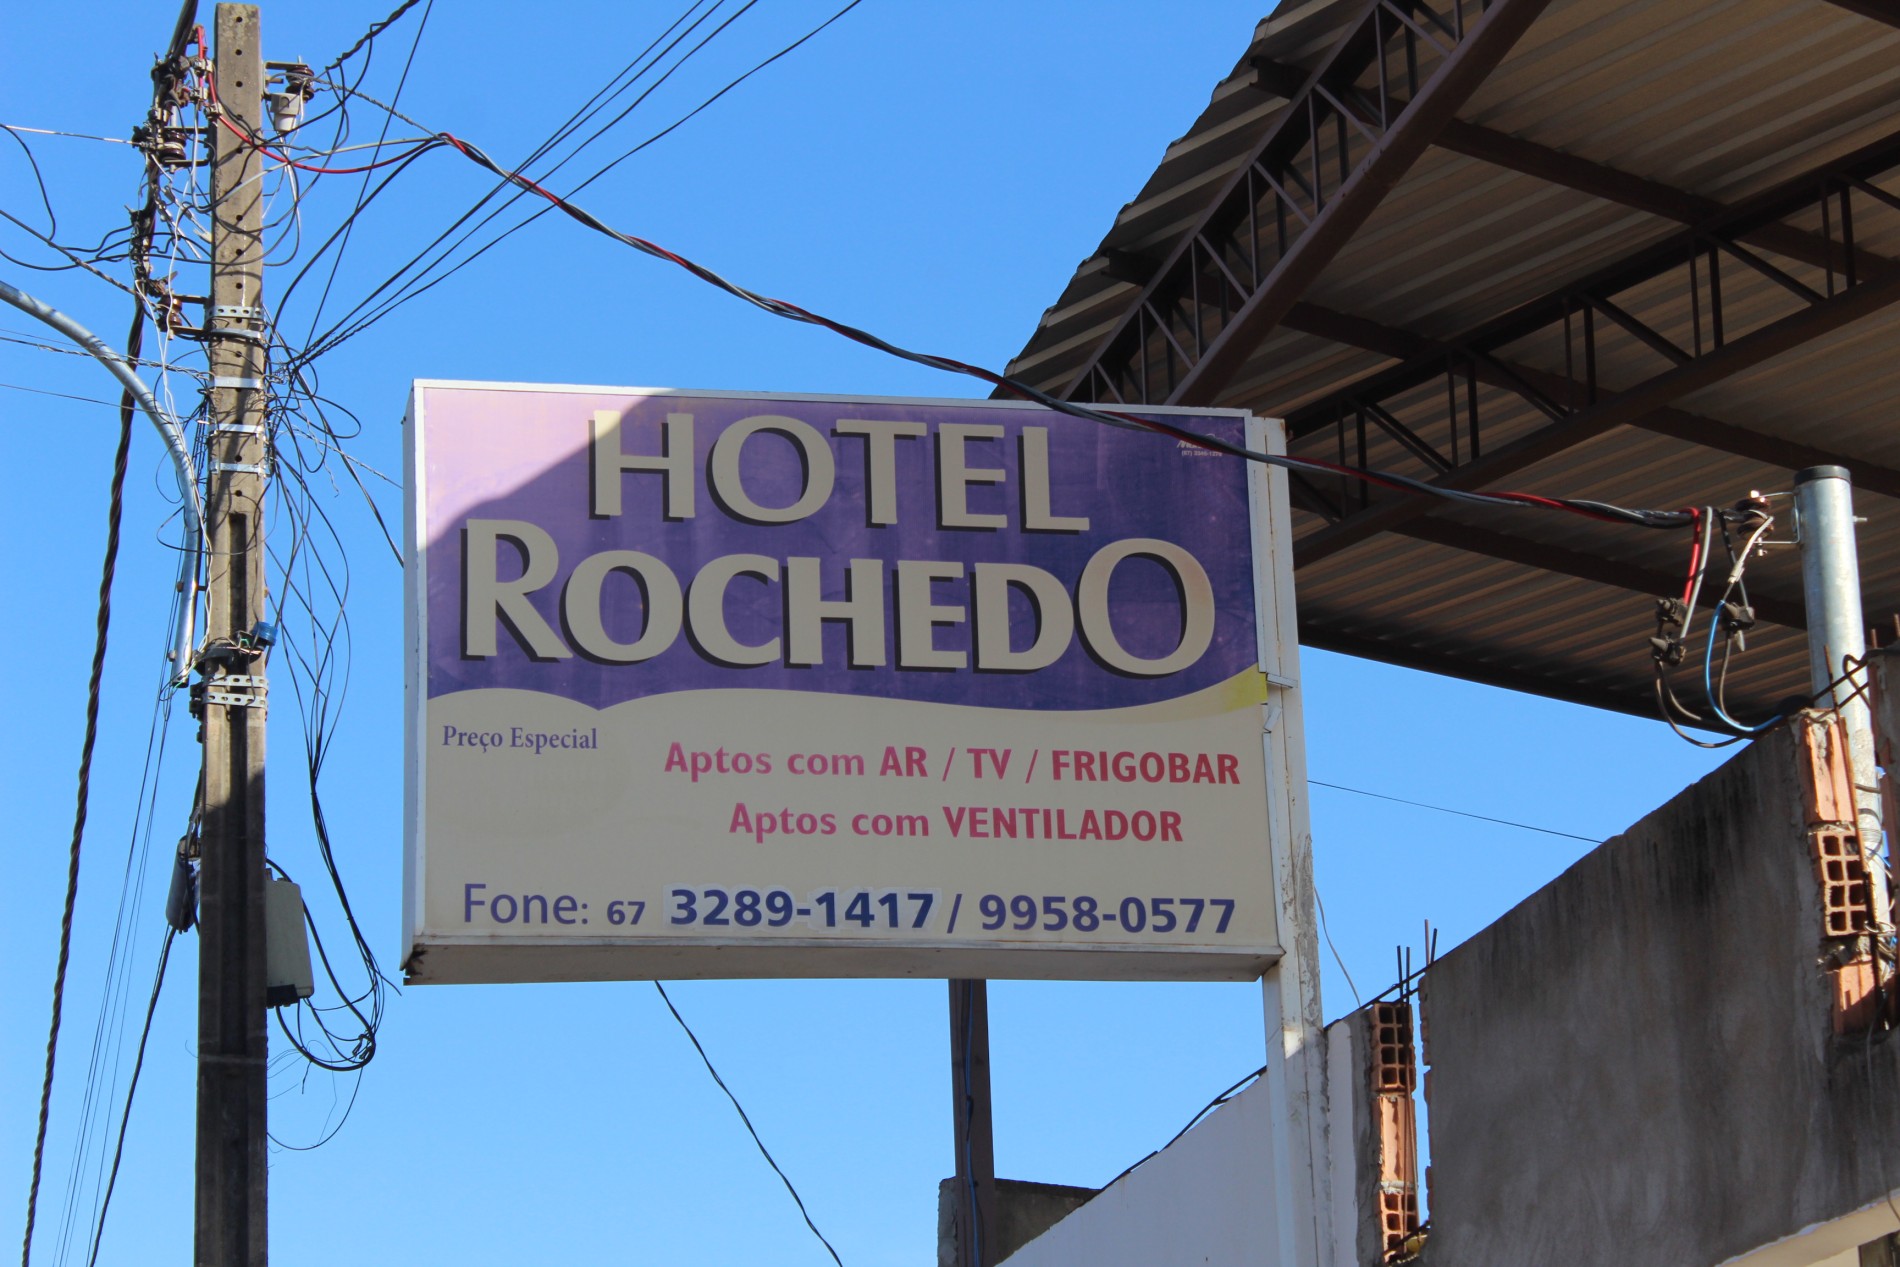 HOTEL
ROCHEDO
Preço Especial
Aptos com AR / TV / FRIGOBAR
Aptos com VENTILADOR
Fone: 67 3289-1417 / 9958-0577